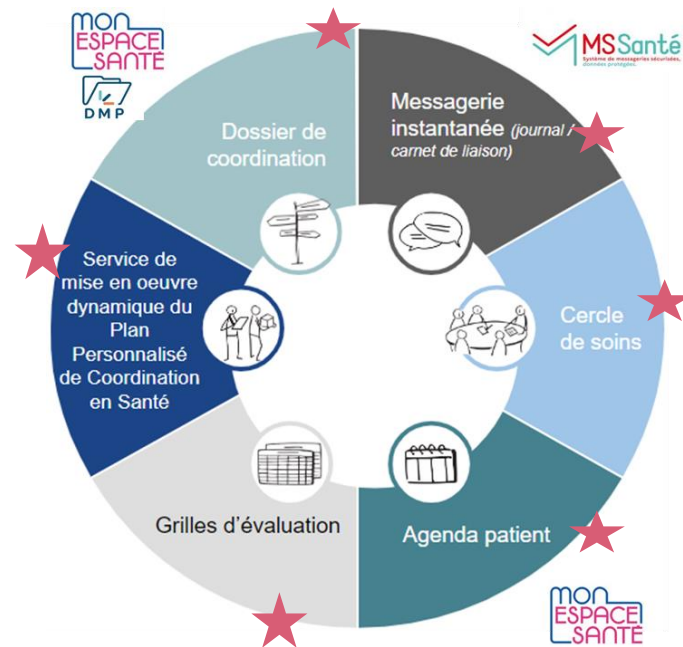 mon
ESPACE
SANTÉ
DMP
MSSanté
Système de messageries sécurisées,
données protégées.
Dossier de
coordination
Messagerie
instantanée (journal /
carnet de liaison)
Service de
mise en oeuvre
dynamique du
Plan
Personnalisé
de Coordination
en Santé
Cercle
de soins
Grilles d'évaluation
Agenda patient
mon
ESPACE
SANTÉ